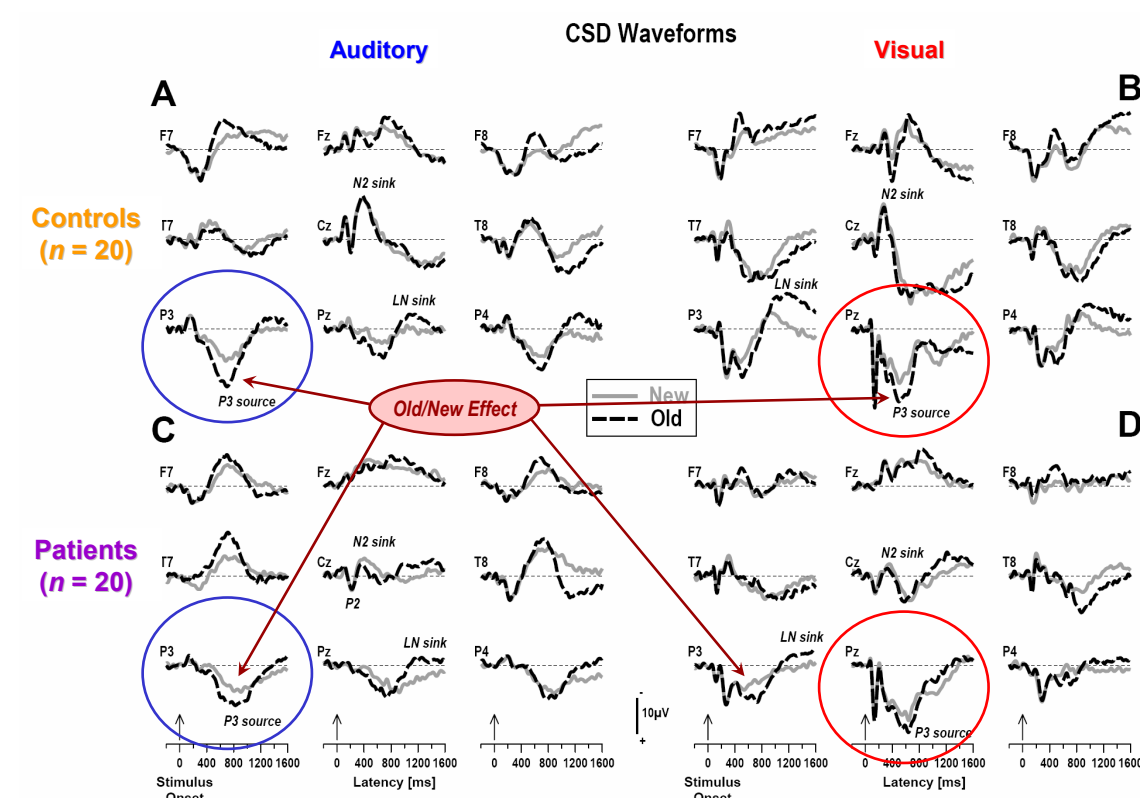 CSD Waveforms
Auditory
Visual
A
B
F7
Fz
F8
F7
Fz
F8
N2 sink
N2 sink
Controls
(n = 20)
T7
Cz
T8
T7
Cz
T8
LN sink
LN sink
P3
Pz
P4
P3
Pz
P4
P3 source
Old/New Effect
New
Old
P3 source
C
D
F7
Fz
F8
F7
Fz
F8
Patients
(n = 20)
N2 sink
N2 sink
T7
Cz
T8
T7
Cz
T8
P2
LN sink
LN sink
P3
Pz
P4
P3
Pz
P4
P3 source
-
10µV
+
P3 source
0 400 800 1200 1600
0 400 800 1200 1600
0 400 800 1200 1600
0 400 800 1200 1600
0 400 800 1200 1600
0 400 800 1200 1600
Stimulus
Onset
Latency [ms]
Stimulus
Onset
Latency [ms]